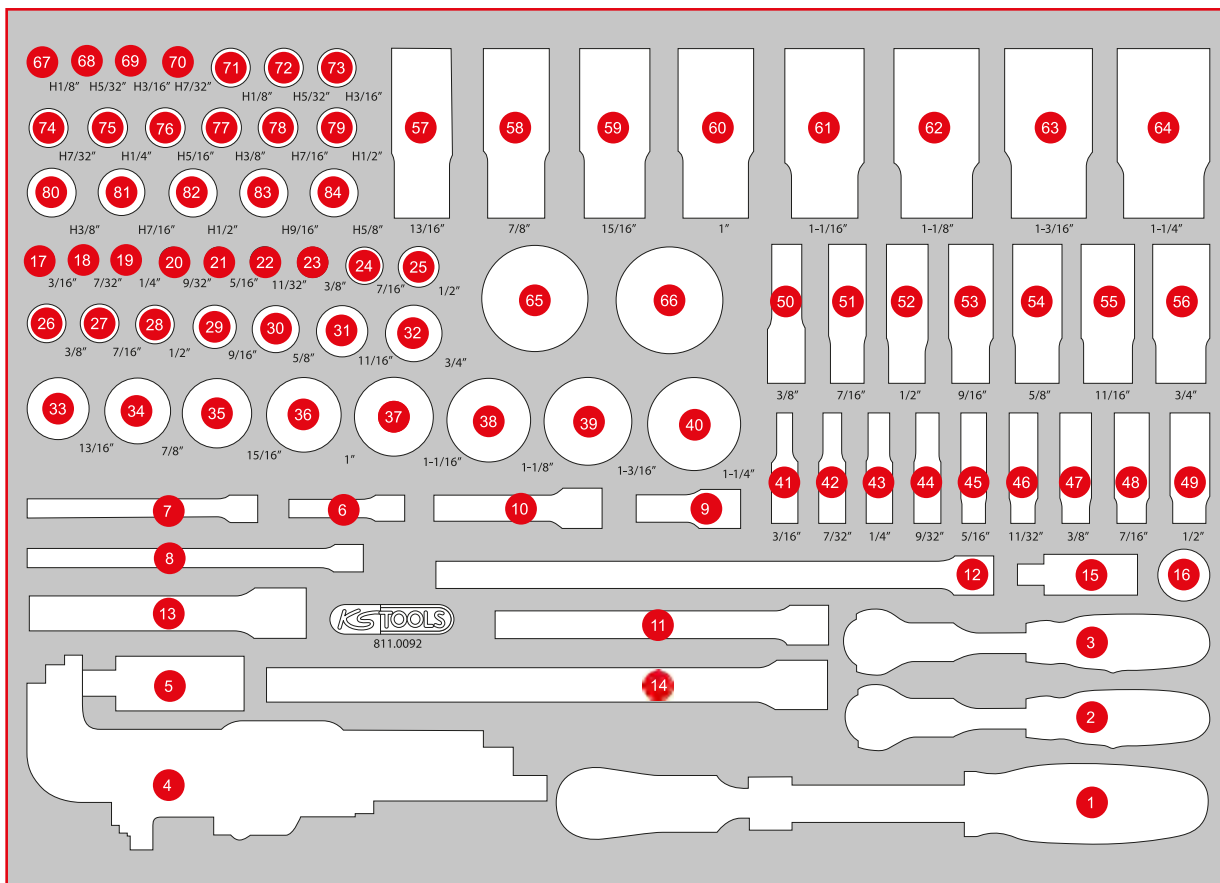 67 68 69 70 71 72 73
H1/8” H5/32” H3/16” H7/32” H1/8” H5/32” H3/16”
74 75 76 77 78 79 57 58 59 60 61 62 63 64
H7/32” H1/4” H5/16” H3/8” H7/16” H1/2”
80 81 82 83 84
H3/8” H7/16” H1/2” H9/16” H5/8” 13/16” 7/8” 15/16” 1” 1-1/16” 1-1/8” 1-3/16” 1-1/4”
17 18 19 20 21 22 23 24 25
3/16” 7/32” 1/4” 9/32” 5/16” 11/32” 3/8” 7/16” 1/2”
65 66 50 51 52 53 54 55 56
26 27 28 29 30 31 32
3/8” 7/16” 1/2” 9/16” 5/8” 11/16” 3/4”
3/8” 7/16” 1/2” 9/16” 5/8” 11/16” 3/4”
33 34 35 36 37 38 39 40
13/16” 7/8” 15/16” 1” 1-1/16” 1-1/8” 1-3/16” 1-1/4”
41 42 43 44 45 46 47 48 49
7 6 10 9
3/16” 7/32” 1/4” 9/32” 5/16” 11/32” 3/8” 7/16” 1/2”
8 12 15 16
13 KS TOOLS 11
811.0092
3
5 14
2
4 1